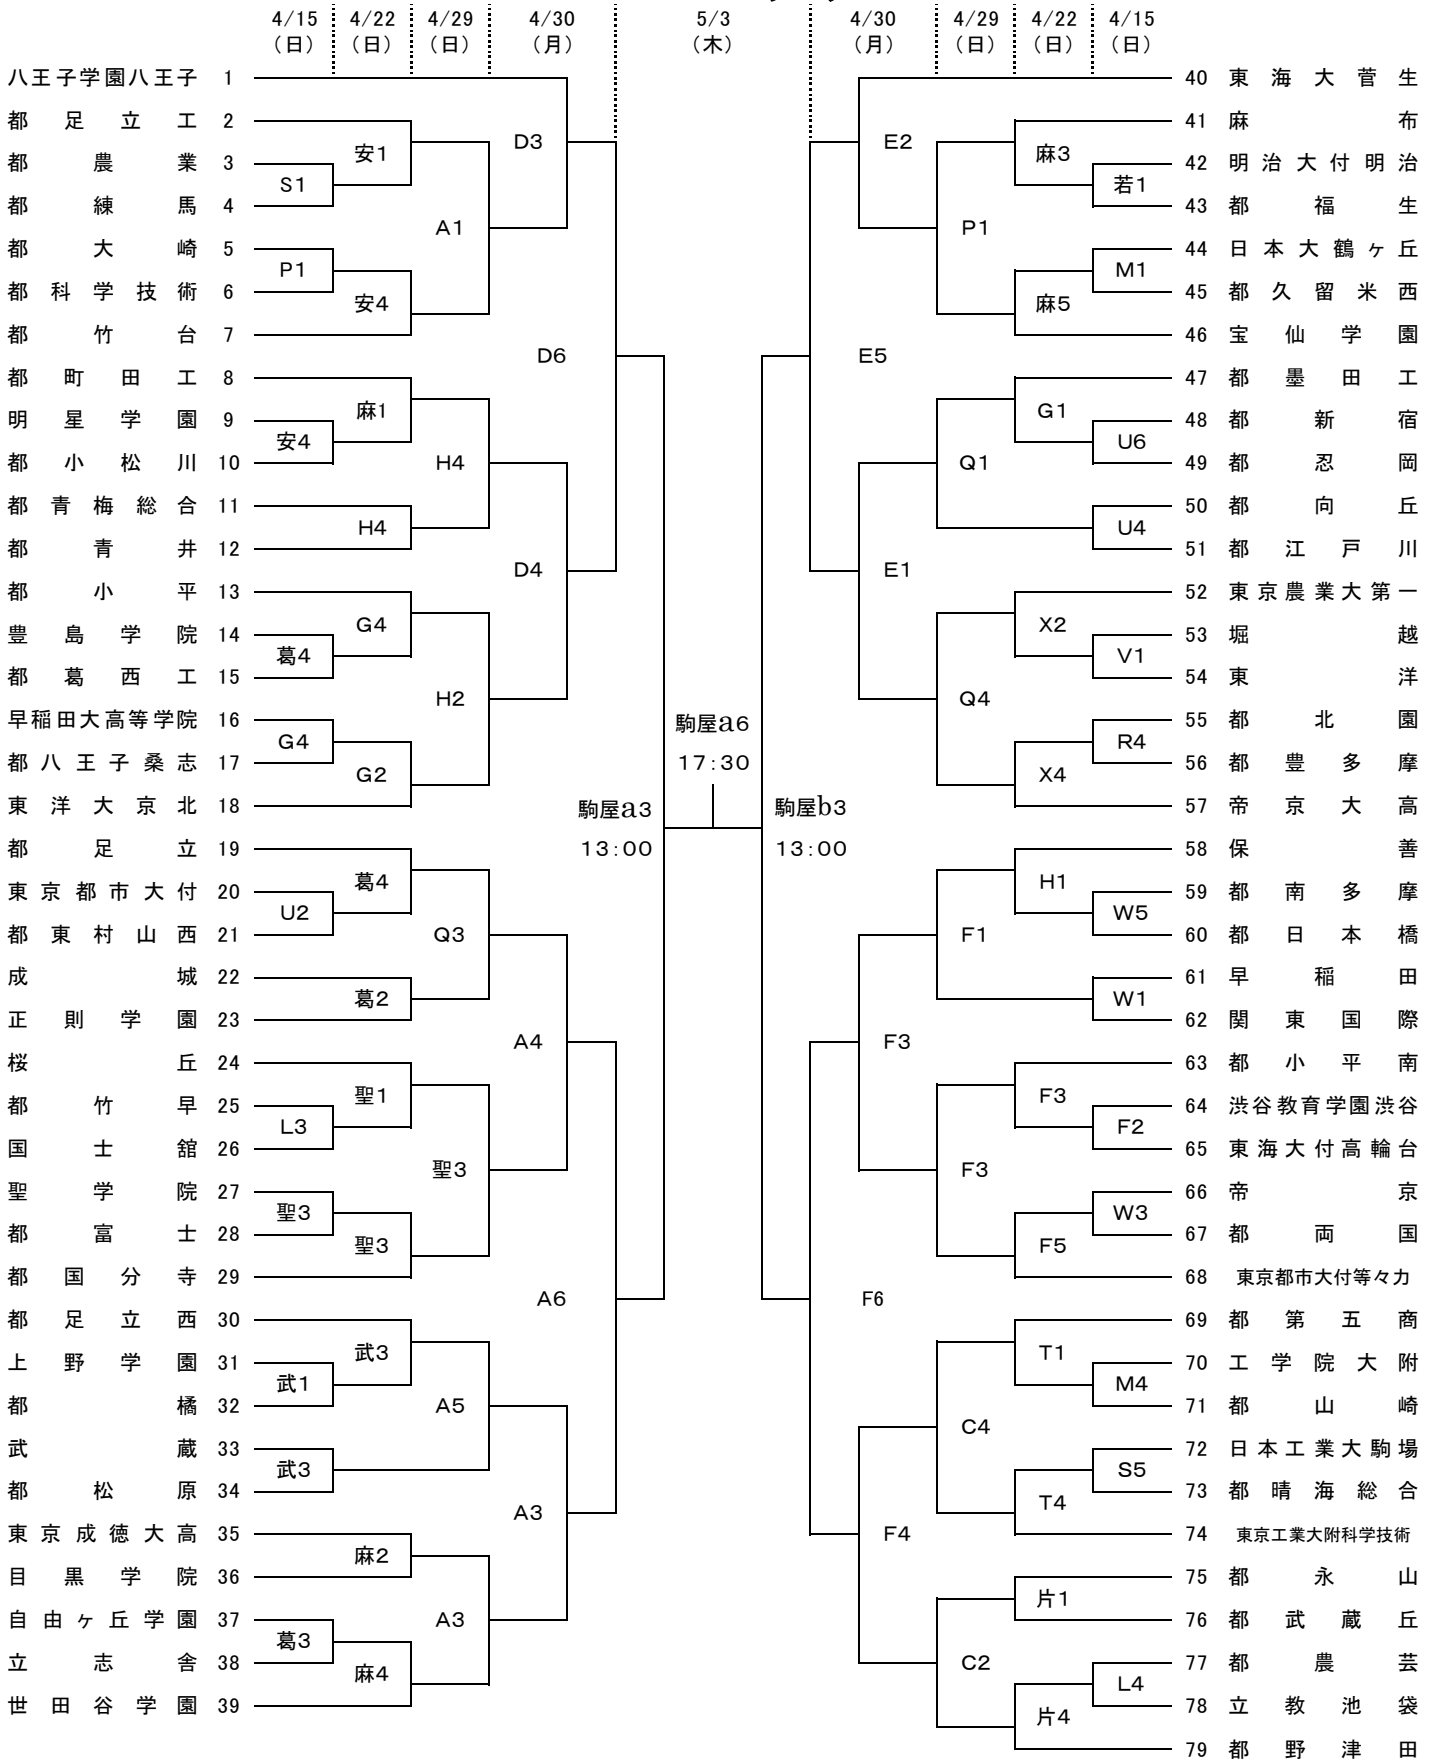 4/15 4/22 4/29 4/30 5/3 4/30 4/29 4/22 4/15
（日） （日） （日） （月） （木） （月） （日） （日） （日）
八王子学園八王子 1 40 東海大菅生
都足立工 2 41 麻布
D3 E2
安1 麻3
都農業 3 42 明治大付明治
S1 若1
都練馬 4 43 都福生
A1 P1
都大崎 5 44 日本大鶴ヶ丘
P1 M1
都科学技術 6 45 都久留米西
安4 麻5
都竹台 7 46 宝仙学園
D6 E5
都町田工 8 47 都墨田工
麻1 G1
明星学園 9 48 都新宿
安4 U6
都小松川 10 H4 Q1 49 都忍岡
都青梅総合 11 50 都向丘
H4 U4
都青井 12 51 都江戸川
D4 E1
都小平 13 52 東京農業大第一
G4 X2
豊島学院 14 53 堀越
葛4 V1
都葛西工 15 54 東洋
H2 Q4
早稲田大高等学院 16 駒屋a6 55 都北園
G4 R4
都八王子桑志 17 17:30 56 都豊多摩
G2 X4
東洋大京北 18 駒屋a3 駒屋b3 57 帝京大高
都足立 19 13:00 13:00 58 保善
葛4 H1
東京都市大付 20 59 都南多摩
U2 W5
都東村山西 21 Q3 F1 60 都日本橋
成城 22 61 早稲田
葛2 W1
正則学園 23 62 関東国際
A4 F3
桜丘 24 63 都小平南
聖1 F3
都竹早 25 64 渋谷教育学園渋谷
L3 F2
国士舘 26 65 東海大付高輪台
聖3 F3
聖学院 27 66 帝京
聖3 W3
都富士 28 67 都両国
聖3 F5
都国分寺 29 68 東京都市大付等々力
A6 F6
都足立西 30 69 都第五商
武3 T1
上野学園 31 70 工学院大附
武1 M4
都橘 32 A5 71 都山崎
C4
武蔵 33 72 日本工業大駒場
武3 S5
都松原 34 73 都晴海総合
T4
A3 F4
東京成徳大高 35 74 東京工業大附科学技術
麻2
目黒学院 36 75 都永山
片1
自由ヶ丘学園 37 A3 76 都武蔵丘
葛3
立志舎 38 C2 77 都農芸
麻4 L4
世田谷学園 39 78 立教池袋
片4
79 都野津田